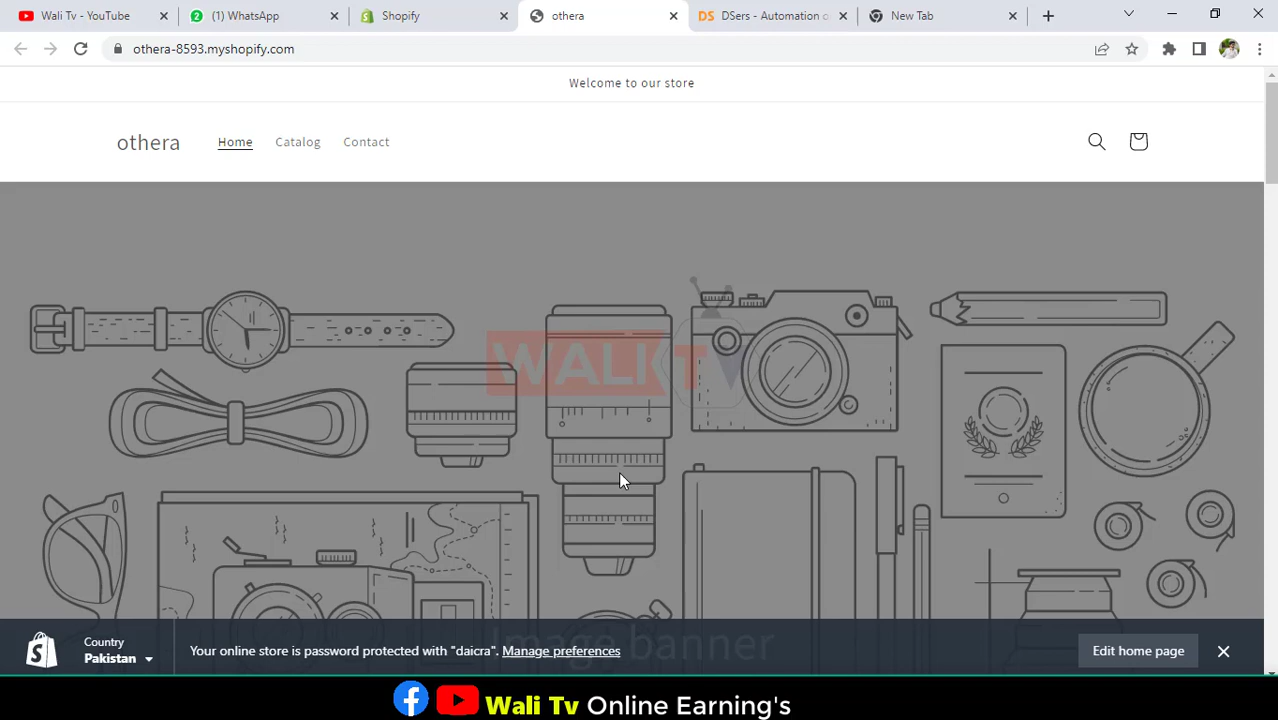 Wali Tv - YouTube
(1) WhatsApp
Shopify
othera
DSers - Automation o
New Tab
othera-8593.myshopify.com
Welcome to our store
othera
Home
Catalog
Contact
WALI TV
Image banner
Country
Pakistan
Your online store is password protected with "daicra". Manage preferences
Edit home page
Wali Tv Online Earning's